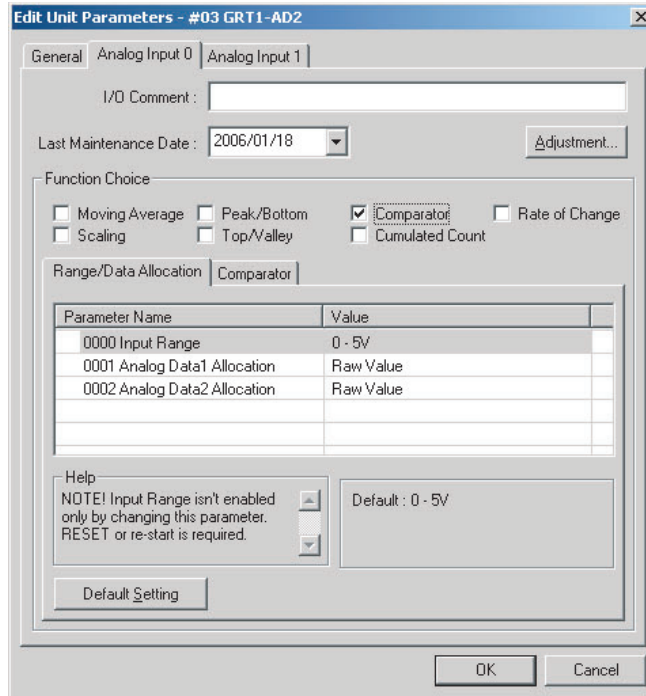 Edit Unit Parameters - #03 GRT1-AD2
General Analog Input 0 Analog Input 1
I/O Comment :
Last Maintenance Date : 2006/01/18 Adjustment...
Function Choice
Moving Average Peak/Bottom Comparator Rate of Change
Scaling Top/Valley Cumulated Count
Range/Data Allocation Comparator
Parameter Name Value
0000 Input Range 0 - 5V
0001 Analog Data1 Allocation Raw Value
0002 Analog Data2 Allocation Raw Value
Help
NOTE! Input Range isn't enabled
only by changing this parameter.
RESET or re-start is required.
Default : 0 - 5V
Default Setting
OK Cancel